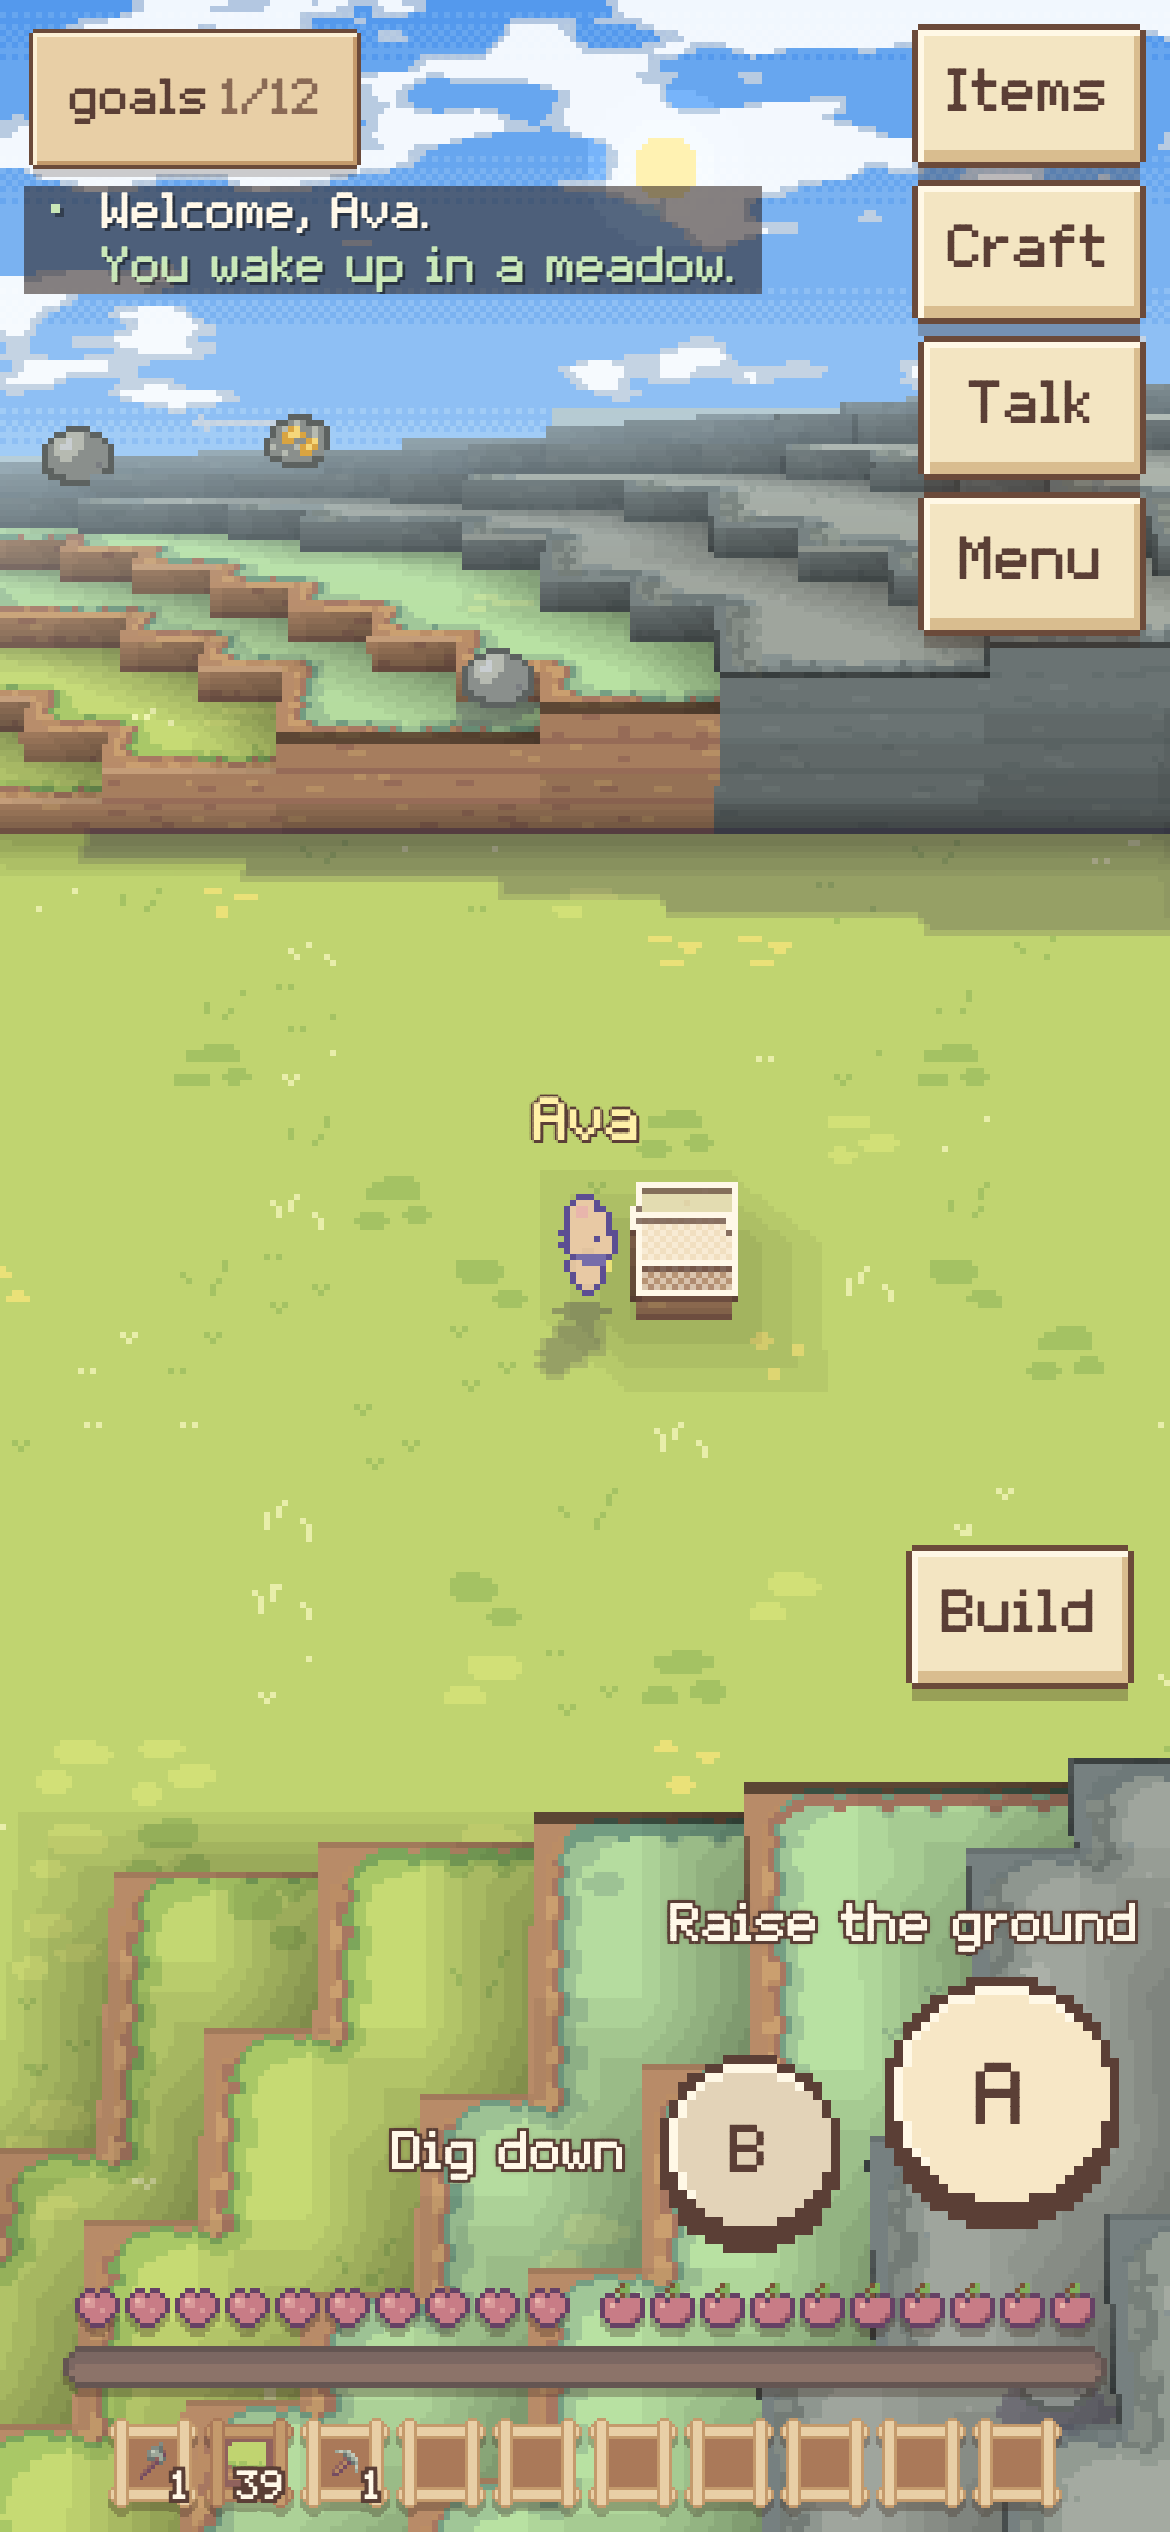 goals 1/12
Items
Welcome, Ava.
You wake up in a meadow.
Craft
Talk
Menu
Ava
Build
Raise the ground
A
Dig down
B
1
39
1